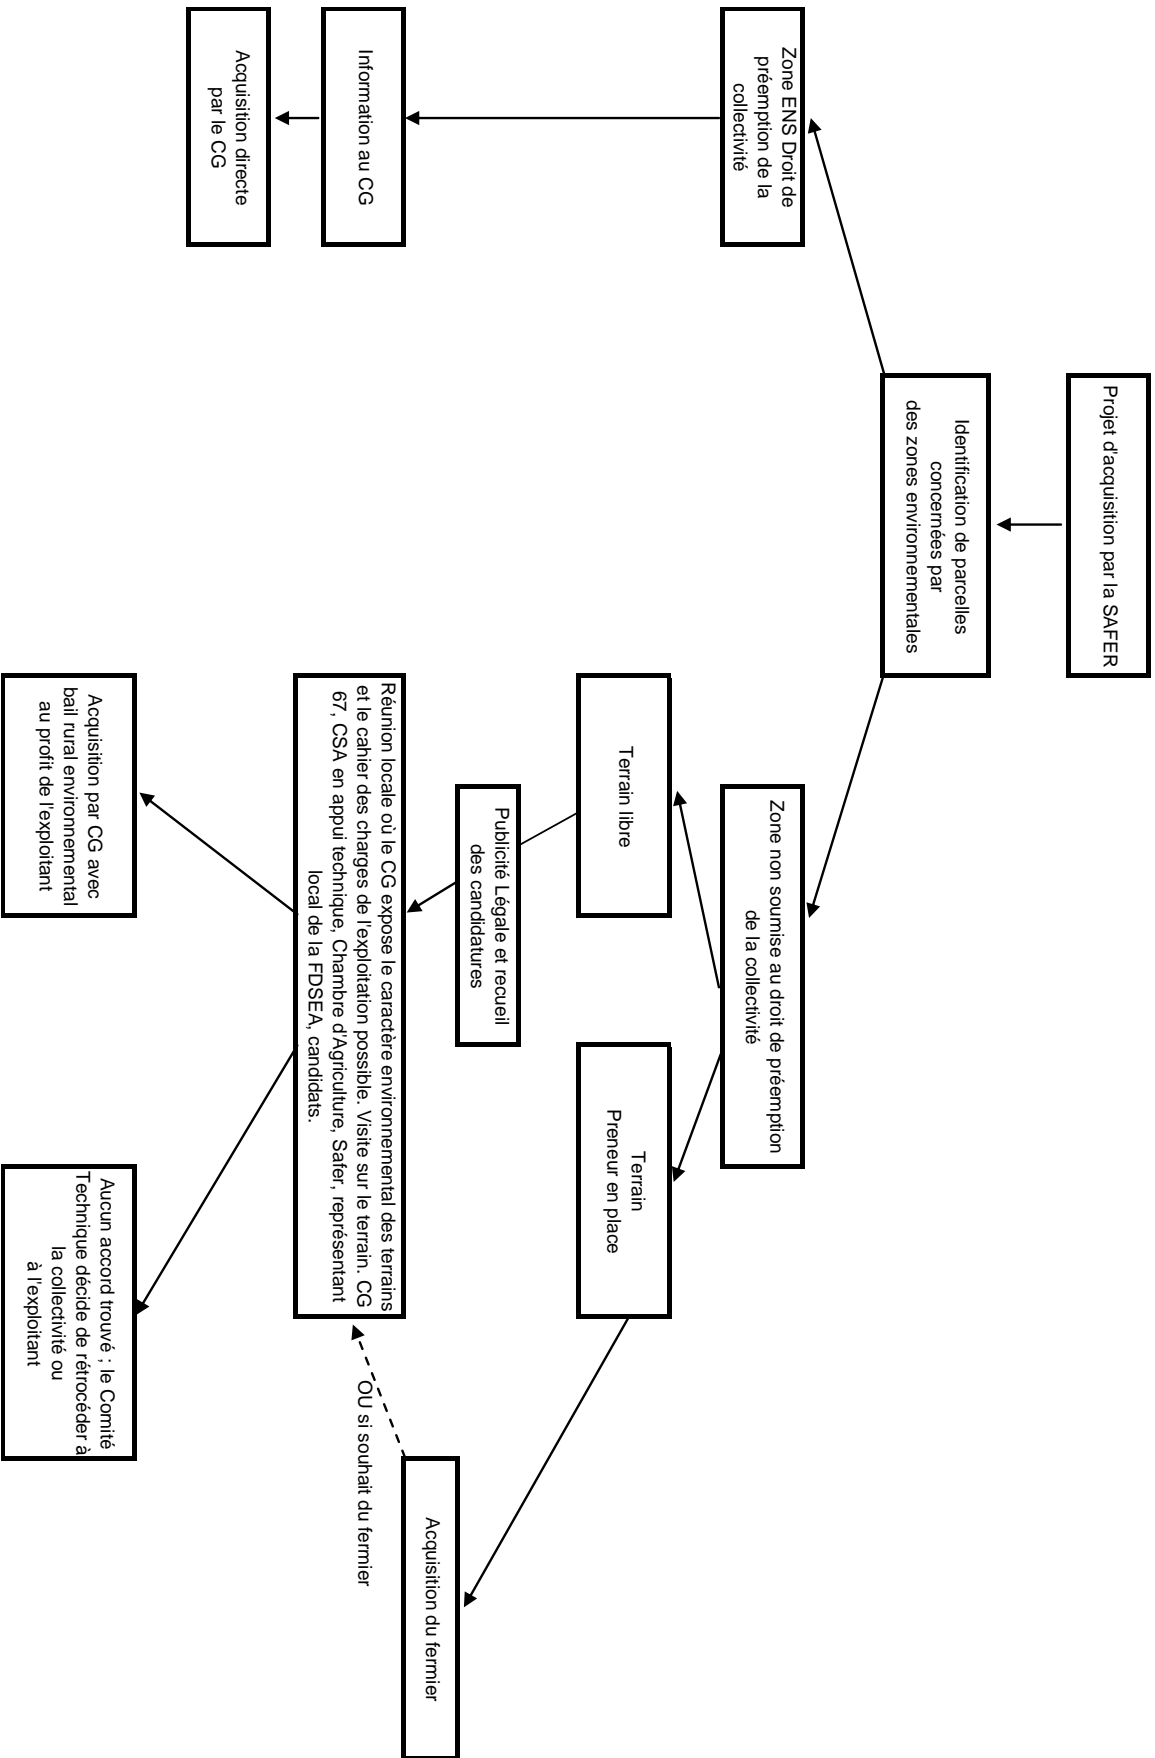 Projet d'acquisition par la SAFER
Identification de parcelles
concernées par
des zones environnementales
Zone ENS Droit de
préemption de la
collectivité
Zone non soumise au droit de préemption
de la collectivité
Terrain libre
Terrain
Preneur en place
Publicité Légale et recueil
des candidatures
Information au CG
Réunion locale où le CG expose le caractère environnemental des terrains
et le cahier des charges de l'exploitation possible. Visite sur le terrain. CG
67, CSA en appui technique, Chambre d'Agriculture, Safer, représentant
local de la FDSEA, candidats.
Acquisition du fermier
OU si souhait du fermier
Acquisition directe
par le CG
Acquisition par CG avec
bail rural environnemental
au profit de l'exploitant
Aucun accord trouvé ; le Comité
Technique décide de rétrocéder à
la collectivité ou
à l'exploitant